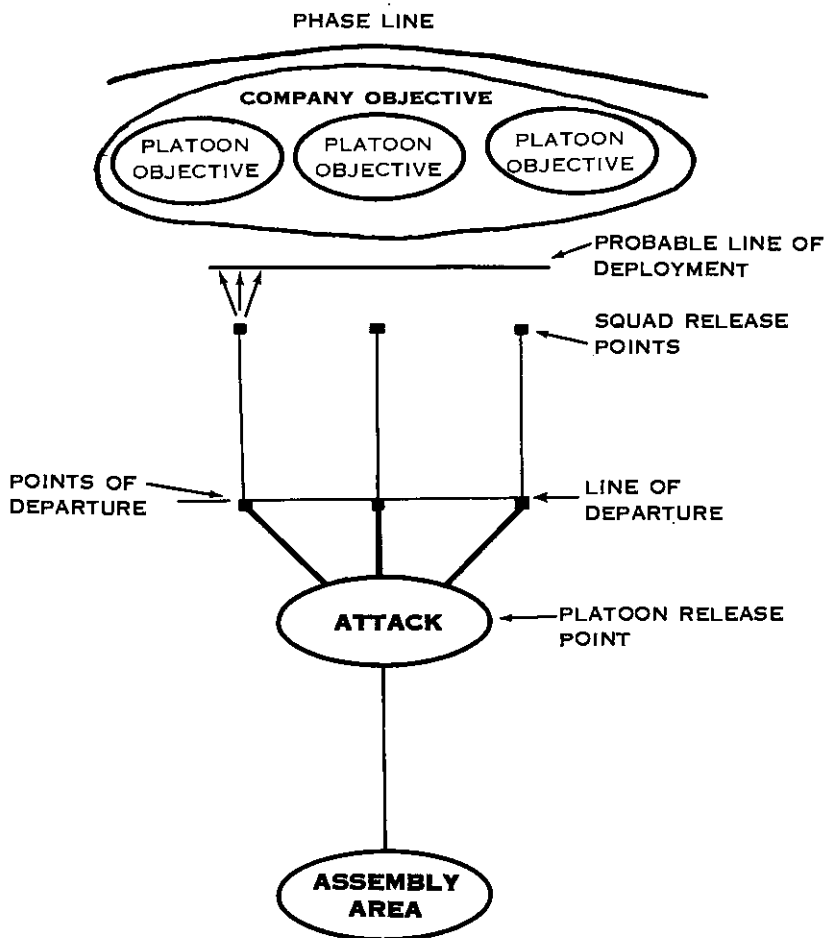 PHASE LINE
COMPANY OBJECTIVE
PLATOON
OBJECTIVE
PLATOON
OBJECTIVE
PLATOON
OBJECTIVE
PROBABLE LINE OF
DEPLOYMENT
SQUAD RELEASE
POINTS
POINTS OF
DEPARTURE
LINE OF
DEPARTURE
ATTACK
PLATOON RELEASE
POINT
ASSEMBLY
AREA